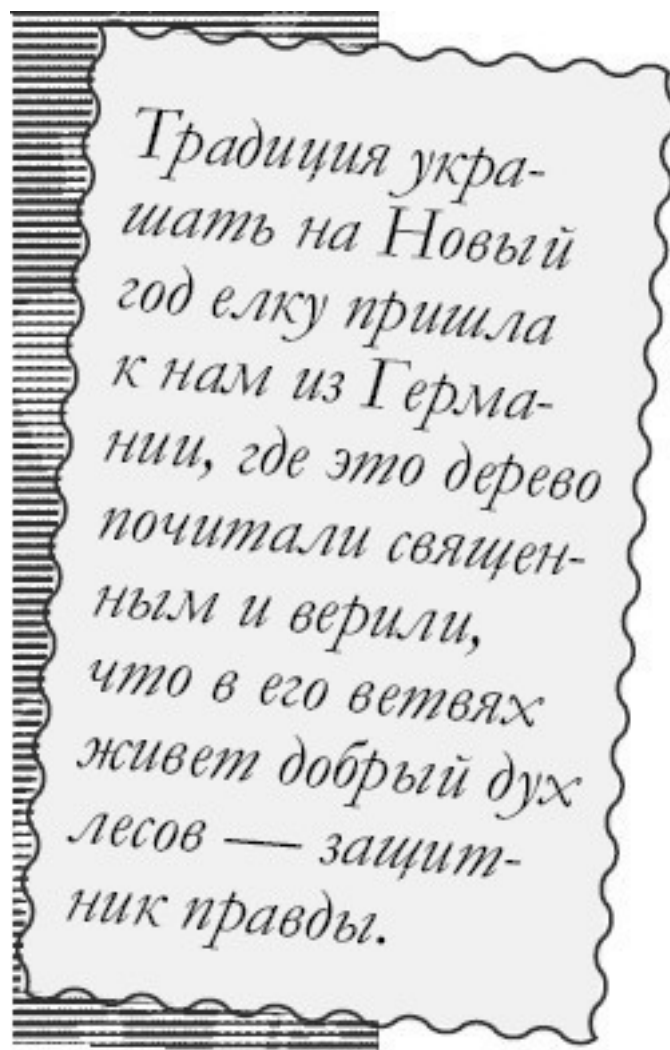 Традиция укра-
шать на Новый
год елку пришла
к нам из Герма-
нии, где это дерево
почитали священ-
ным и верили,
что в его ветвях
живет добрый дух
лесов — защит-
ник правды.